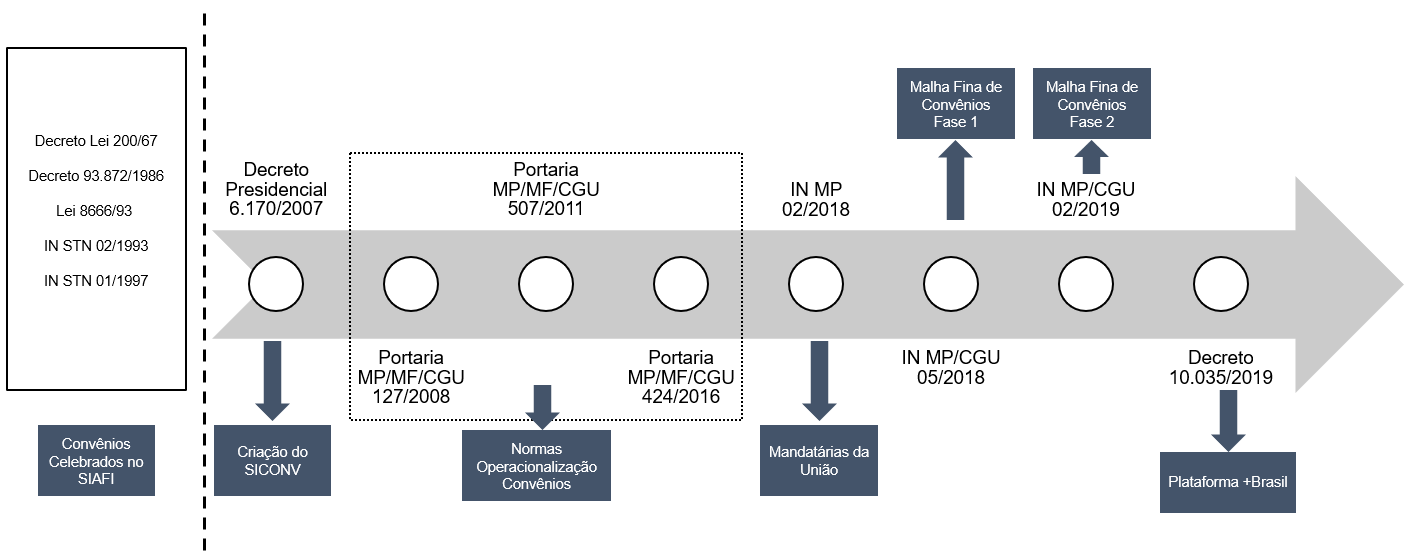 Decreto Lei 200/67
Decreto 93.872/1986
Lei 8666/93
IN STN 02/1993
IN STN 01/1997
Convênios
Celebrados no
SIAFI
Decreto
Presidencial
6.170/2007
Criação do
SICONV
Portaria
MP/MF/CGU
127/2008
Portaria
MP/MF/CGU
507/2011
Portaria
MP/MF/CGU
424/2016
Normas
Operacionalização
Convênios
IN MP
02/2018
Mandatárias da
União
Malha Fina de
Convênios
Fase 1
IN MP/CGU
05/2018
Malha Fina de
Convênios
Fase 2
IN MP/CGU
02/2019
Decreto
10.035/2019
Plataforma +Brasil